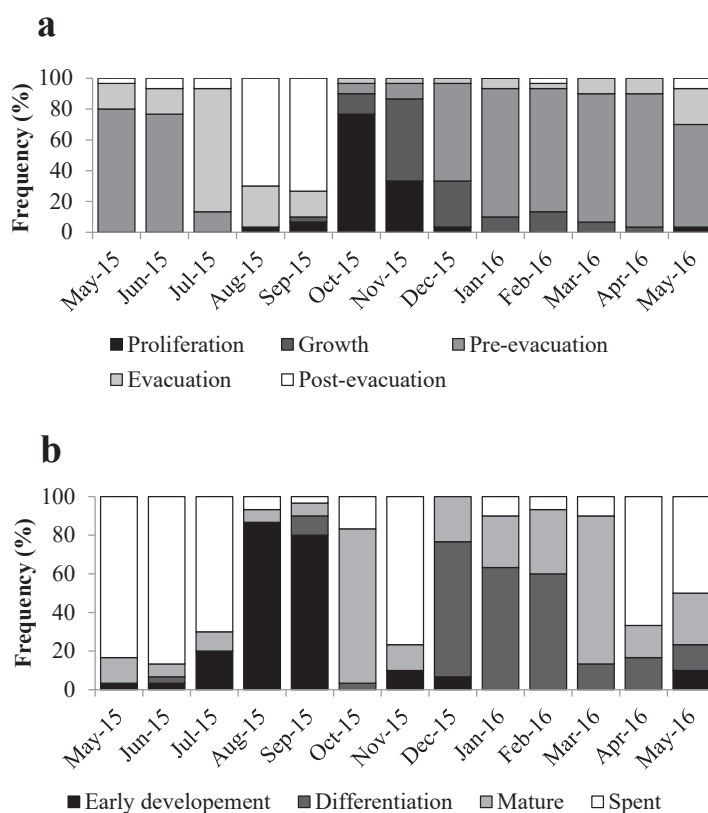 a
Frequency (%)
100
80
60
40
20
0
May-15 Jun-15 Jul-15 Aug-15 Sep-15 Oct-15 Nov-15 Dec-15 Jan-16 Feb-16 Mar-16 Apr-16 May-16
Proliferation Growth Pre-evacuation
Evacuation Post-evacuation
b
Frequency (%)
100
80
60
40
20
0
May-15 Jun-15 Jul-15 Aug-15 Sep-15 Oct-15 Nov-15 Dec-15 Jan-16 Feb-16 Mar-16 Apr-16 May-16
Early developement Differentiation Mature Spent